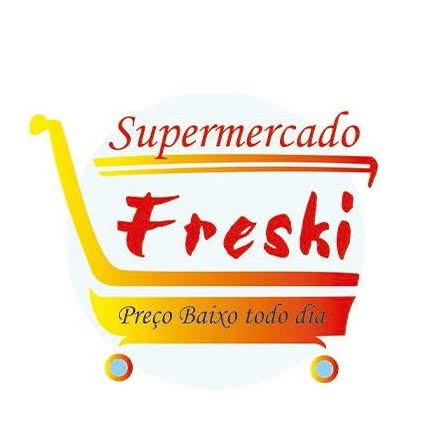 Supermercado
Freski
Preço Baixo todo dia